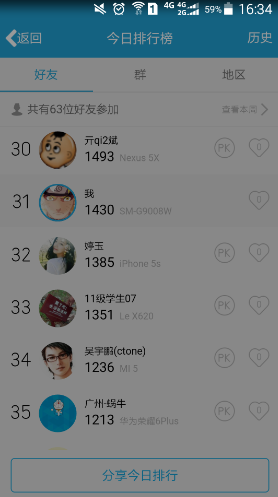 4G 4G 2G 59% 16:34
返回 今日排行榜 历史
好友 群 地区
共有63位好友参加 查看本周
30 亓qi2斌 PK 0
1493 Nexus 5X
31 我 0
1430 SM-G9008W
32 婷玉 PK 0
1385 iPhone 5s
33 11级学生07 PK 0
1351 Le X620
34 吴宇鹏(ctone) PK 0
1236 MI 5
35 广州-蜗牛 PK 0
1213 华为荣耀6Plus
分享今日排行